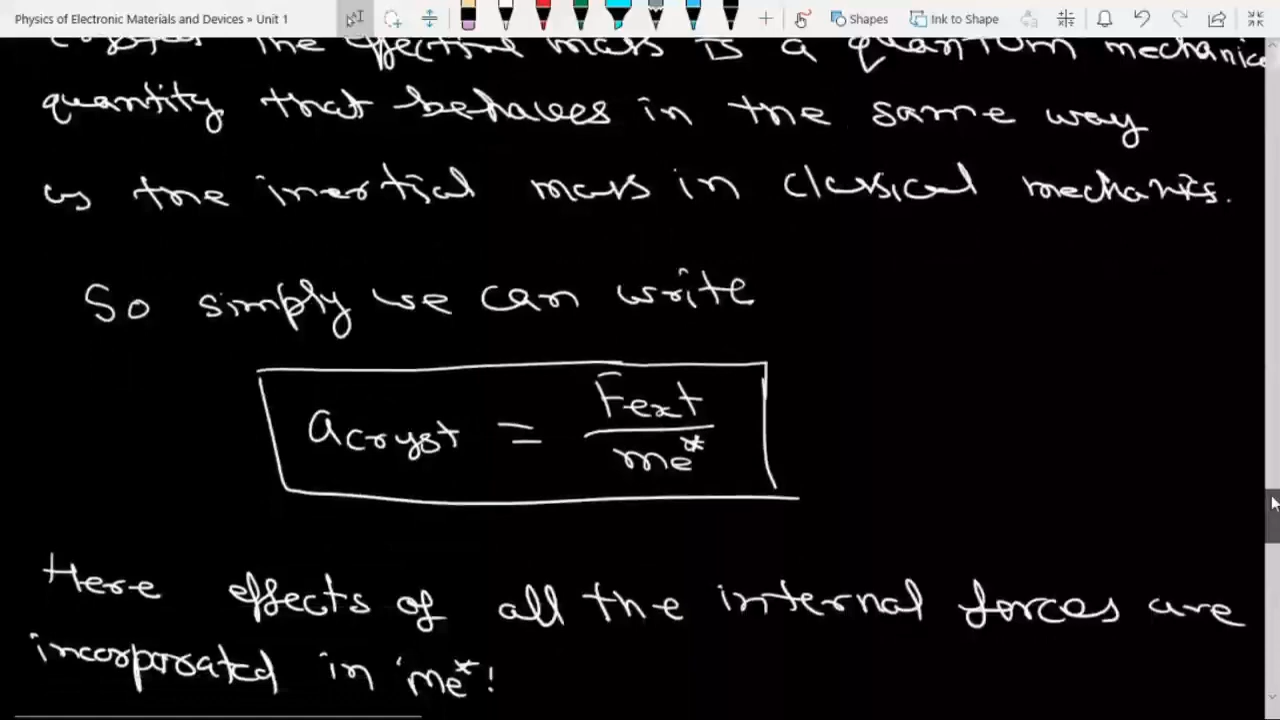 Physics of Electronic Materials and Devices » Unit 1
Shapes
Ink to Shape
the effective mass is a quantum mechanica
quantity that behaves in the same way
as the inertial mass in classical mechanics.
So simply we can write
acryst = Fext / me*
Here effects of all the internal forces are
incorporated in 'me*'